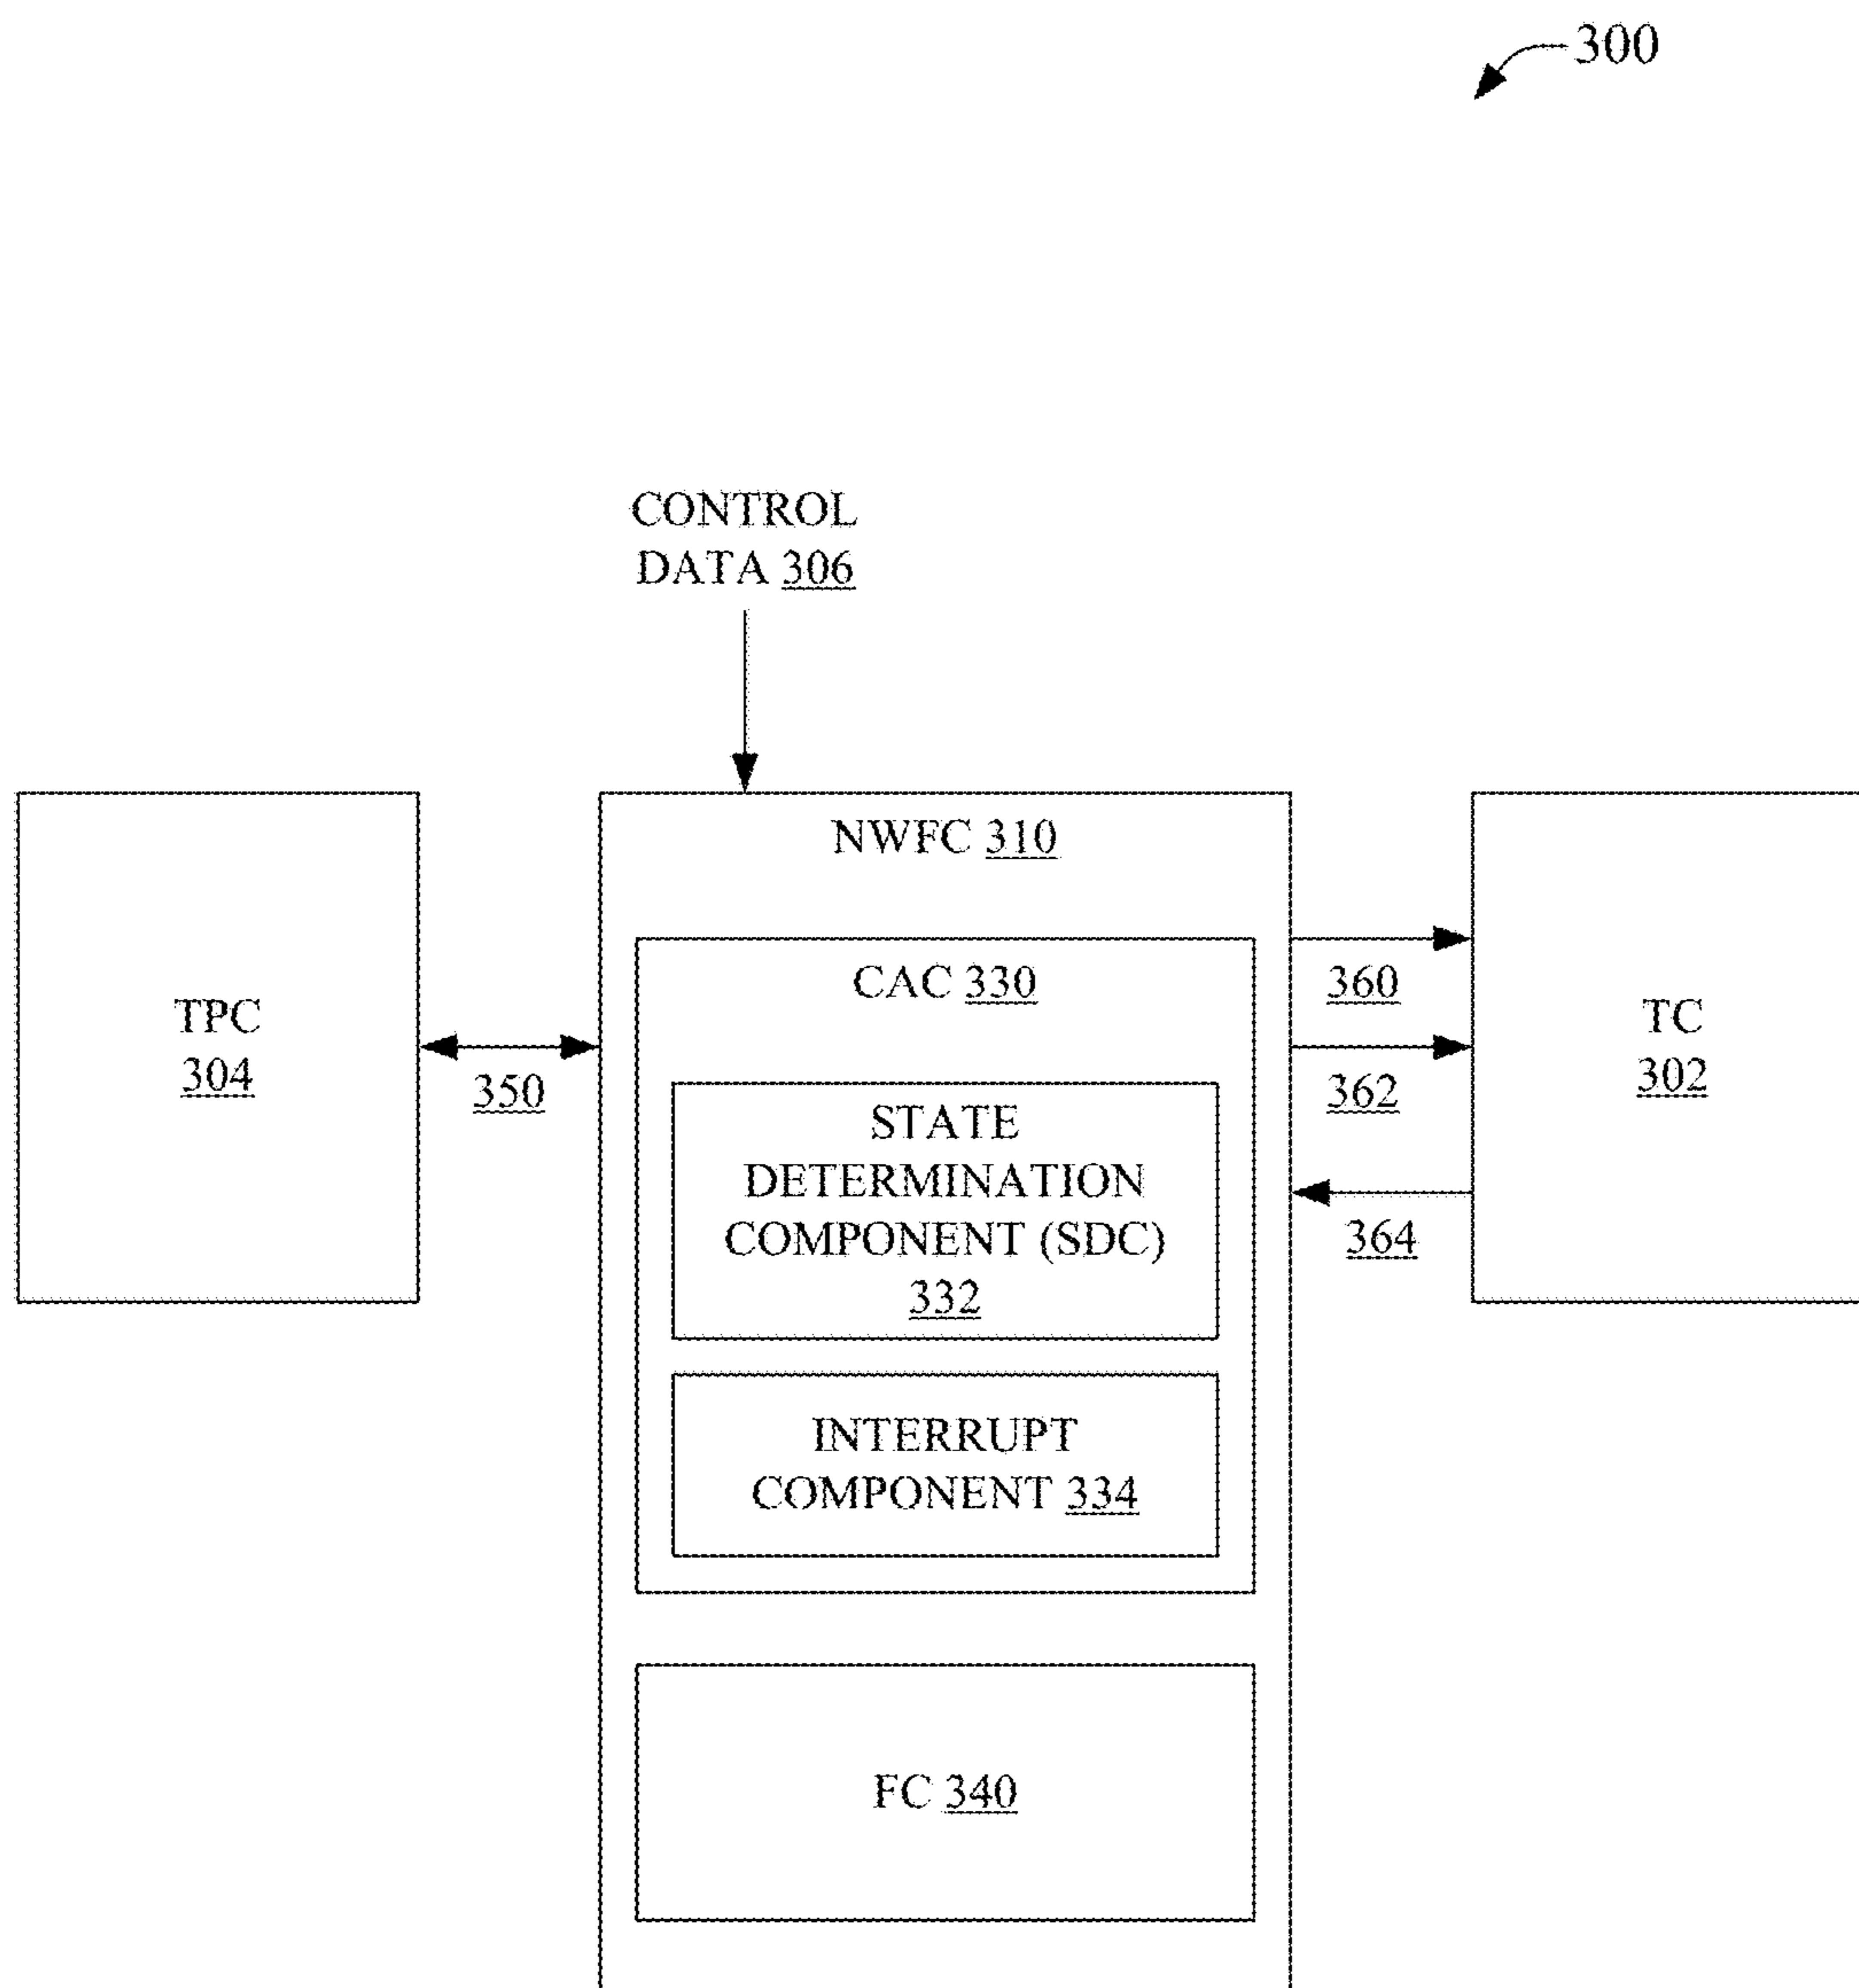 300
CONTROL
DATA 306
NWFC 310
CAC 330
360
TPC
304
350
362
TC
302
STATE
DETERMINATION
COMPONENT (SDC)
332
364
INTERRUPT
COMPONENT 334
FC 340